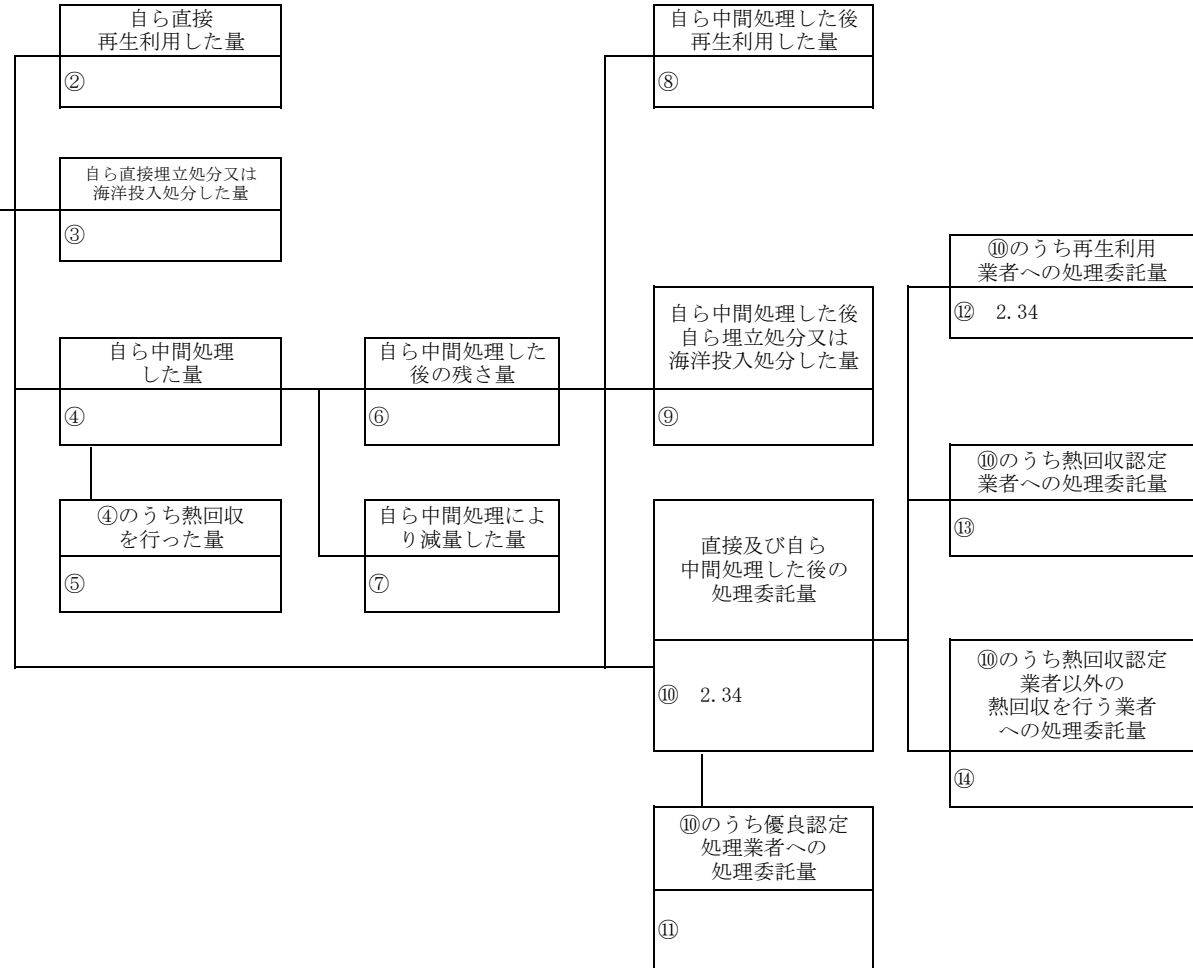 自ら直接
再生利用した量
②
自ら中間処理した後
再生利用した量
⑧
自ら直接埋立処分又は
海洋投入処分した量
③
⑩のうち再生利用
業者への処理委託量
⑫ 2.34
自ら中間処理
した量
④
自ら中間処理した
後の残さ量
⑥
自ら中間処理した後
自ら埋立処分又は
海洋投入処分した量
⑨
⑩のうち熱回収認定
業者への処理委託量
⑬
④のうち熱回収
を行った量
⑤
自ら中間処理によ
り減量した量
⑦
直接及び自ら
中間処理した後の
処理委託量
⑩ 2.34
⑩のうち熱回収認定
業者以外の
熱回収を行う業者
への処理委託量
⑭
⑩のうち優良認定
処理業者への
処理委託量
⑪